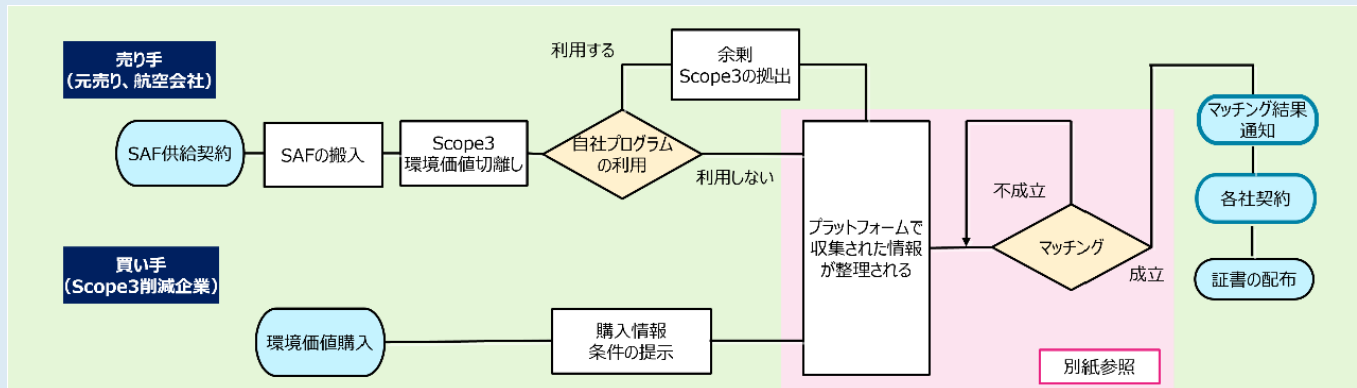 売り手
(元売り、航空会社)
SAF供給契約
SAFの搬入
Scope3
環境価値切離し
自社プログラム
の利用
利用する
余剰
Scope3の拠出
利用しない
買い手
(Scope3削減企業)
環境価値購入
購入情報
条件の提示
プラットフォームで
収集された情報
が整理される
不成立
マッチング
成立
マッチング結果
通知
各社契約
証書の配布
別紙参照